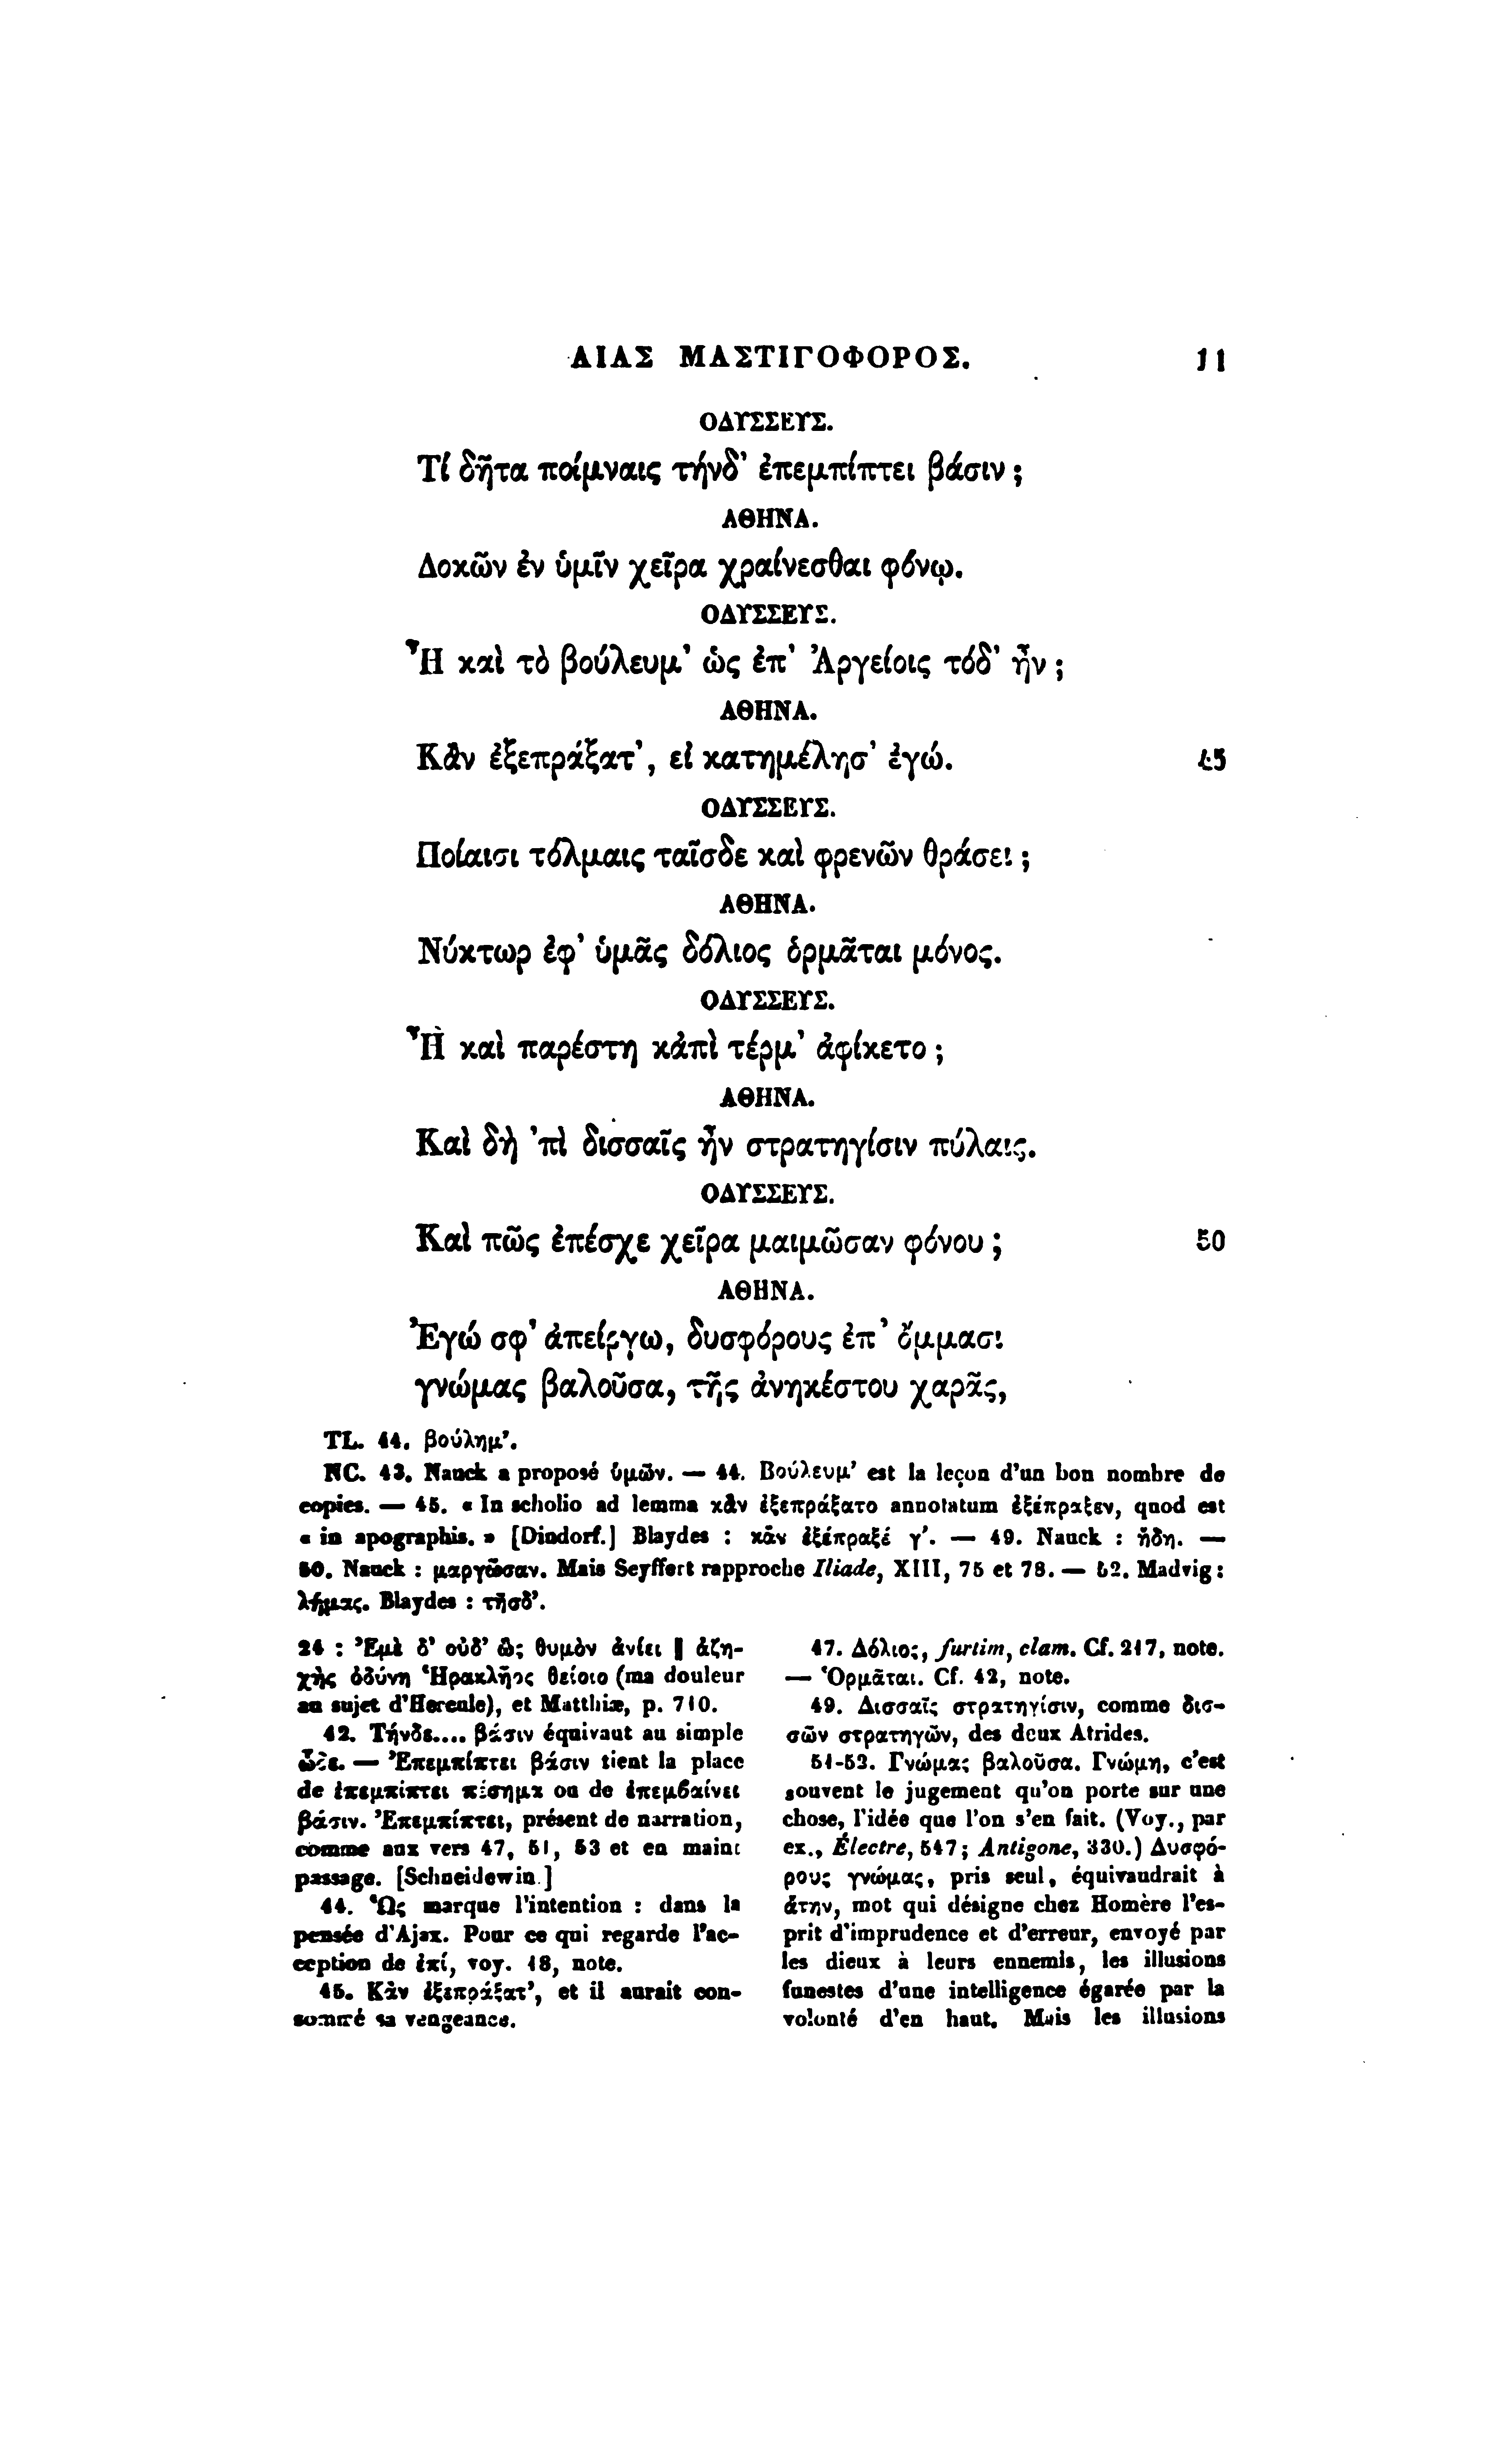 ΑΙΑΣ ΜΑΣΤΙΓΟΦΟΡΟΣ. 11
ΟΔΥΣΣΕΥΣ.
Τί δῆτα ποίμναις τήνδ' ἐπεμπίπτει βάσιν;
ΑΘΗΝΑ.
Δοκῶν ἐν ὑμῖν χεῖρα χραίνεσθαι φόνῳ.
ΟΔΥΣΣΕΥΣ.
Ἦ καὶ τὸ βούλευμ' ὡς ἐπ' Ἀργείοις τόδ' ἦν;
ΑΘΗΝΑ.
Κἂν ἐξεπράξατ', εἰ κατημέλησ' ἐγώ. 45
ΟΔΥΣΣΕΥΣ.
Ποίαισι τόλμαις ταῖσδε καὶ φρενῶν θράσει;
ΑΘΗΝΑ.
Νύκτωρ ἐφ' ὑμᾶς δόλιος ὁρμᾶται μόνος.
ΟΔΥΣΣΕΥΣ.
Ἦ καὶ παρέστη κἀπὶ τέρμ' ἀφίκετο;
ΑΘΗΝΑ.
Καὶ δὴ 'πὶ δισσαῖς ἦν στρατηγίσιν πύλαις.
ΟΔΥΣΣΕΥΣ.
Καὶ πῶς ἐπέσχε χεῖρα μαιμῶσαν φόνου; 50
ΑΘΗΝΑ.
Ἐγώ σφ' ἀπείργω, δυσφόρους ἐπ' ὄμμασι
γνώμας βαλοῦσα, τῆς ἀνηκέστου χαρᾶς,
TL. 44. βούλημ'.
NC. 43. Nauck a proposé ὑμῶν. — 44. Βούλευμ' est la leçon d'un bon nombre de
copies. — 45. « In scholio ad lemma κἂν ἐξεπράξατο annotatum ἐξέπραξεν, quod est
« in apographis. » [Dindorf.] Blaydes : κἂν ἐξέπραξέ γ'. — 49. Nauck : ἤδη. —
50. Nauck : μαργῶσαν. Mais Seyffert rapproche Iliade, XIII, 75 et 78. — 52. Madvig :
λήμας. Blaydes : τῆσδ'.
24 : Ἐμὲ δ' οὐδ' ὣς θυμὸν ἀνίει ‖ ἀζη-
χὴς ὀδύνη Ἡρακλῆος θείοιο (ma douleur
au sujet d'Hercule), et Matthiæ, p. 710.
42. Τήνδε.... βάσιν équivaut au simple
ὧδε. — Ἐπεμπίπτει βάσιν tient la place
de ἐπεμπίπτει πέσημα ou de ἐπεμβαίνει
βάσιν. Ἐπεμπίπτει, présent de narration,
comme aux vers 47, 51, 53 et en maint
passage. [Schneidewin.]
44. Ὡς marque l'intention : dans la
pensée d'Ajax. Pour ce qui regarde l'ac-
ception de ἐπί, voy. 18, note.
45. Κἂν ἐξεπράξατ', et il aurait con-
sommé sa vengeance.
47. Δόλιος, furtim, clam. Cf. 217, note.
— Ὁρμᾶται. Cf. 42, note.
49. Δισσαῖς στρατηγίσιν, comme δισ-
σῶν στρατηγῶν, des deux Atrides.
51-52. Γνώμας βαλοῦσα. Γνώμη, c'est
souvent le jugement qu'on porte sur une
chose, l'idée que l'on s'en fait. (Voy., par
ex., Électre, 547; Antigone, 330.) Δυσφό-
ρους γνώμας, pris seul, équivaudrait à
ἄτην, mot qui désigne chez Homère l'es-
prit d'imprudence et d'erreur, envoyé par
les dieux à leurs ennemis, les illusions
funestes d'une intelligence égarée par la
volonté d'en haut. Mais les illusions